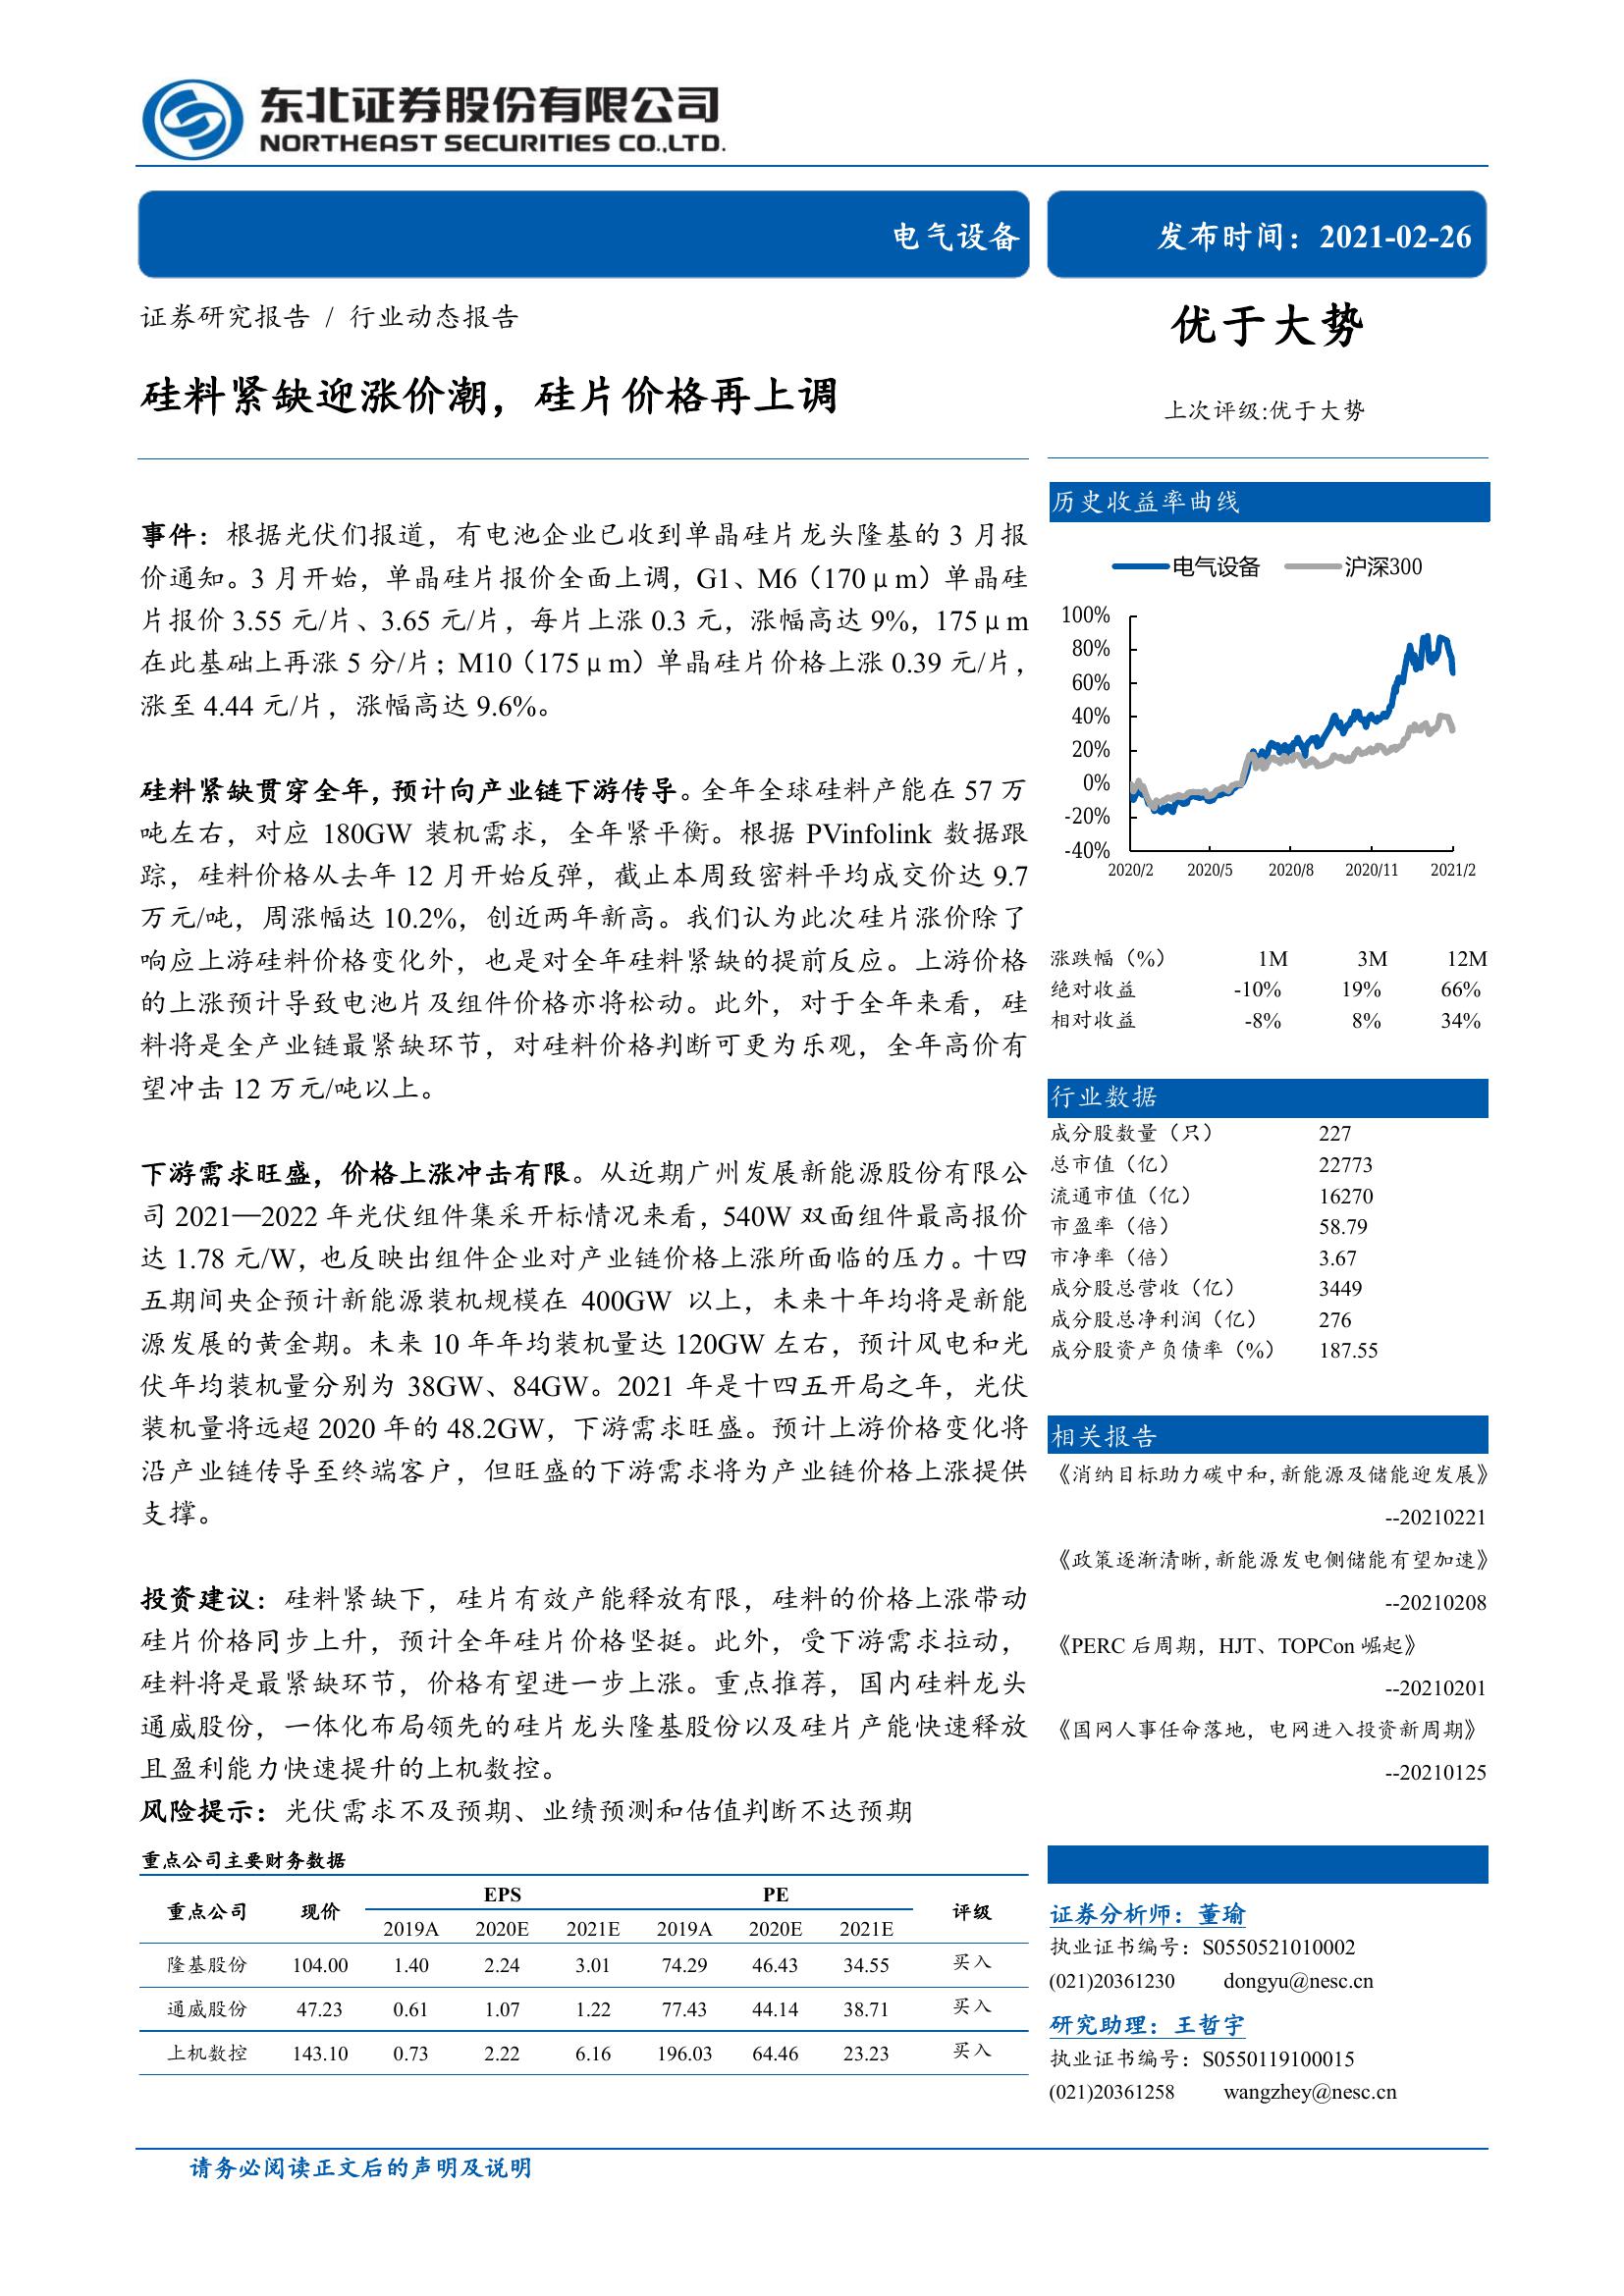 东北证券股份有限公司
NORTHEAST SECURITIES CO.,LTD.
电气设备
发布时间：2021-02-26
证券研究报告 / 行业动态报告
硅料紧缺迎涨价潮，硅片价格再上调
优于大势
上次评级:优于大势
事件：根据光伏们报道，有电池企业已收到单晶硅片龙头隆基的 3 月报
价通知。3 月开始，单晶硅片报价全面上调，G1、M6（170μm）单晶硅
片报价 3.55 元/片、3.65 元/片，每片上涨 0.3 元，涨幅高达 9%，175μm
在此基础上再涨 5 分/片；M10（175μm）单晶硅片价格上涨 0.39 元/片，
涨至 4.44 元/片，涨幅高达 9.6%。
硅料紧缺贯穿全年，预计向产业链下游传导。全年全球硅料产能在 57 万
吨左右，对应 180GW 装机需求，全年紧平衡。根据 PVinfolink 数据跟
踪，硅料价格从去年 12 月开始反弹，截止本周致密料平均成交价达 9.7
万元/吨，周涨幅达 10.2%，创近两年新高。我们认为此次硅片涨价除了
响应上游硅料价格变化外，也是对全年硅料紧缺的提前反应。上游价格
的上涨预计导致电池片及组件价格亦将松动。此外，对于全年来看，硅
料将是全产业链最紧缺环节，对硅料价格判断可更为乐观，全年高价有
望冲击 12 万元/吨以上。
下游需求旺盛，价格上涨冲击有限。从近期广州发展新能源股份有限公
司 2021—2022 年光伏组件集采开标情况来看，540W 双面组件最高报价
达 1.78 元/W，也反映出组件企业对产业链价格上涨所面临的压力。十四
五期间央企预计新能源装机规模在 400GW 以上，未来十年均将是新能
源发展的黄金期。未来 10 年年均装机量达 120GW 左右，预计风电和光
伏年均装机量分别为 38GW、84GW。2021 年是十四五开局之年，光伏
装机量将远超 2020 年的 48.2GW，下游需求旺盛。预计上游价格变化将
沿产业链传导至终端客户，但旺盛的下游需求将为产业链价格上涨提供
支撑。
投资建议：硅料紧缺下，硅片有效产能释放有限，硅料的价格上涨带动
硅片价格同步上升，预计全年硅片价格坚挺。此外，受下游需求拉动，
硅料将是最紧缺环节，价格有望进一步上涨。重点推荐，国内硅料龙头
通威股份，一体化布局领先的硅片龙头隆基股份以及硅片产能快速释放
且盈利能力快速提升的上机数控。
风险提示：光伏需求不及预期、业绩预测和估值判断不达预期
重点公司主要财务数据
重点公司 现价 EPS PE 评级
2019A 2020E 2021E 2019A 2020E 2021E
隆基股份 104.00 1.40 2.24 3.01 74.29 46.43 34.55 买入
通威股份 47.23 0.61 1.07 1.22 77.43 44.14 38.71 买入
上机数控 143.10 0.73 2.22 6.16 196.03 64.46 23.23 买入
历史收益率曲线
电气设备 沪深300
100%
80%
60%
40%
20%
0%
-20%
-40%
2020/2 2020/5 2020/8 2020/11 2021/2
涨跌幅（%） 1M 3M 12M
绝对收益 -10% 19% 66%
相对收益 -8% 8% 34%
行业数据
成分股数量（只） 227
总市值（亿） 22773
流通市值（亿） 16270
市盈率（倍） 58.79
市净率（倍） 3.67
成分股总营收（亿） 3449
成分股总净利润（亿） 276
成分股资产负债率（%） 187.55
相关报告
《消纳目标助力碳中和,新能源及储能迎发展》
--20210221
《政策逐渐清晰,新能源发电侧储能有望加速》
--20210208
《PERC 后周期，HJT、TOPCon 崛起》
--20210201
《国网人事任命落地，电网进入投资新周期》
--20210125
证券分析师：董瑜
执业证书编号：S0550521010002
(021)20361230 dongyu@nesc.cn
研究助理：王哲宇
执业证书编号：S0550119100015
(021)20361258 wangzhey@nesc.cn
请务必阅读正文后的声明及说明